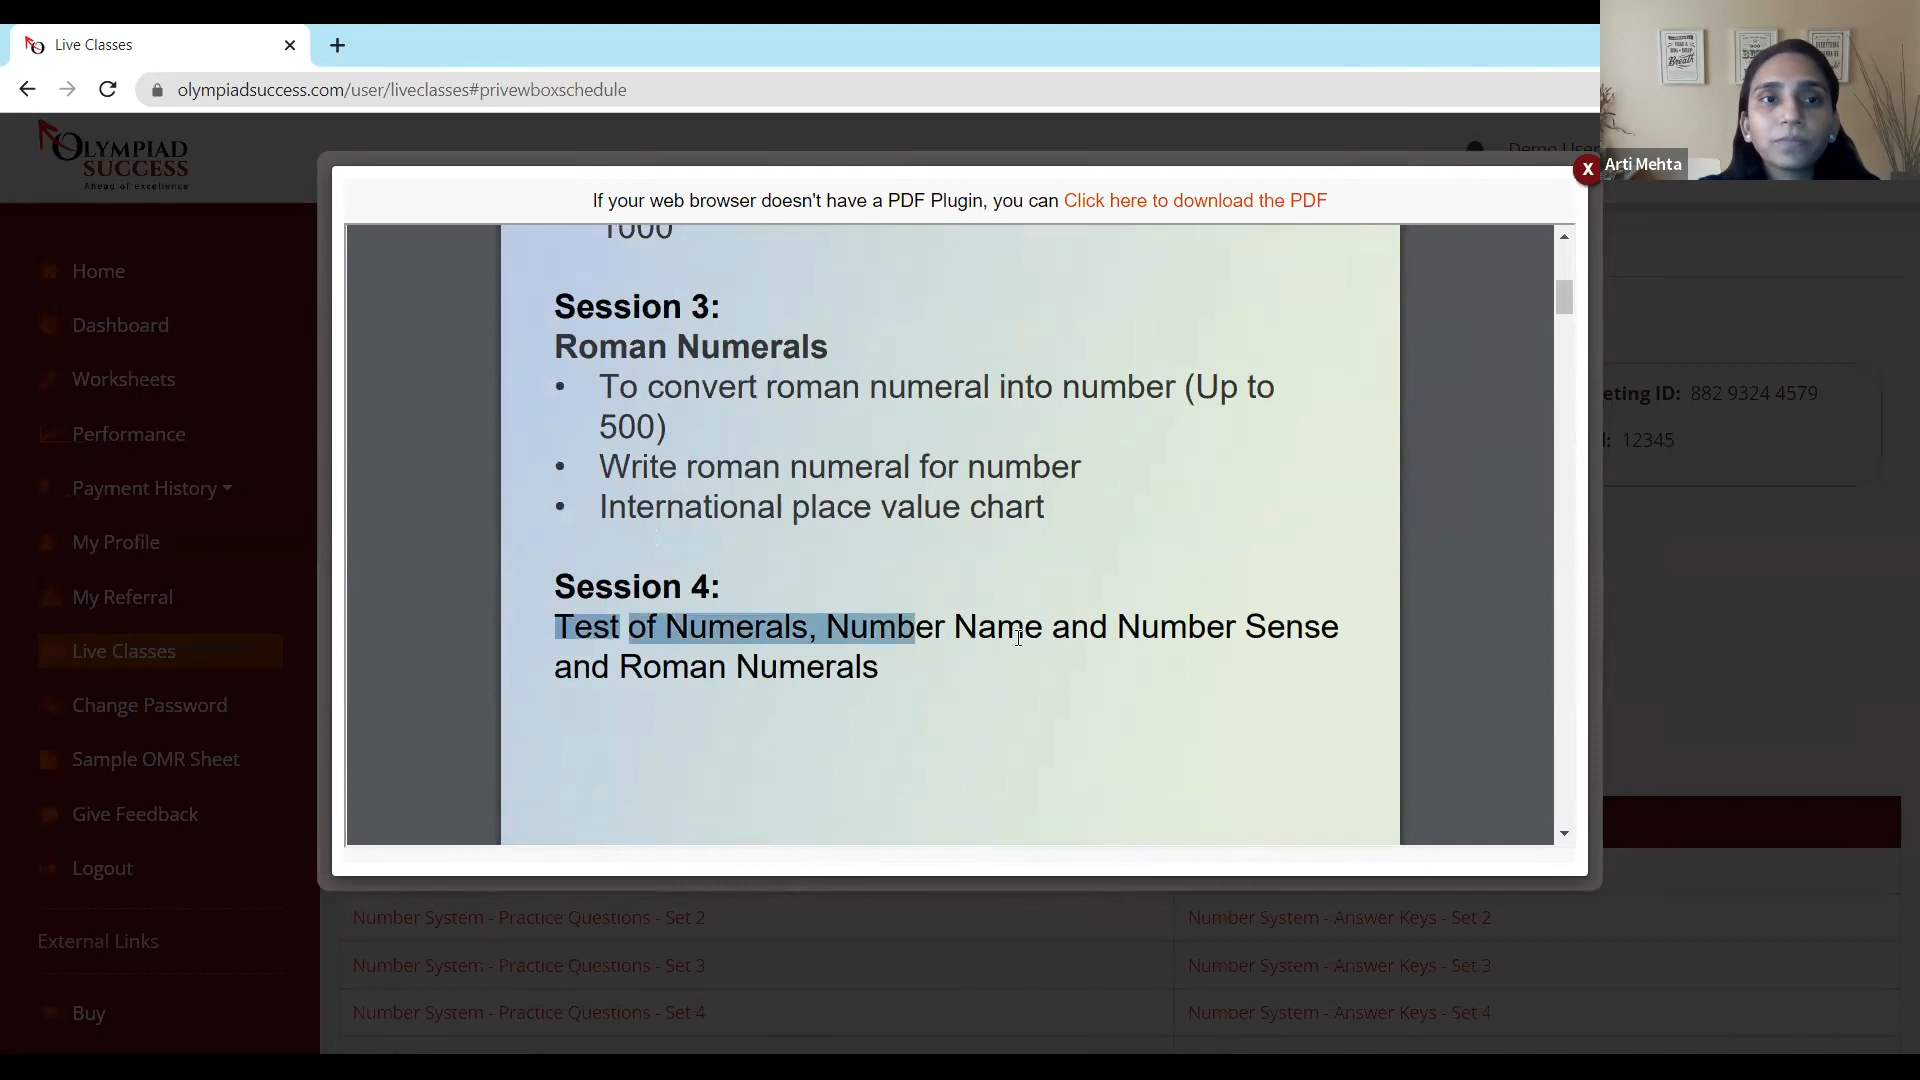 Live Classes
olympiadsuccess.com/user/liveclasses#privewboxschedule
OLYMPIAD
SUCCESS
Ahead of excellence
Demo User
Arti Mehta
X
If your web browser doesn't have a PDF Plugin, you can Click here to download the PDF
1000
Session 3:
Roman Numerals
• To convert roman numeral into number (Up to
500)
• Write roman numeral for number
• International place value chart
Session 4:
Test of Numerals, Number Name and Number Sense
and Roman Numerals
Home
Dashboard
Worksheets
Performance
Payment History
My Profile
My Referral
Live Classes
Change Password
Sample OMR Sheet
Give Feedback
Logout
External Links
Buy
eting ID: 882 9324 4579
12345
Number System - Practice Questions - Set 2
Number System - Answer Keys - Set 2
Number System - Practice Questions - Set 3
Number System - Answer Keys - Set 3
Number System - Practice Questions - Set 4
Number System - Answer Keys - Set 4